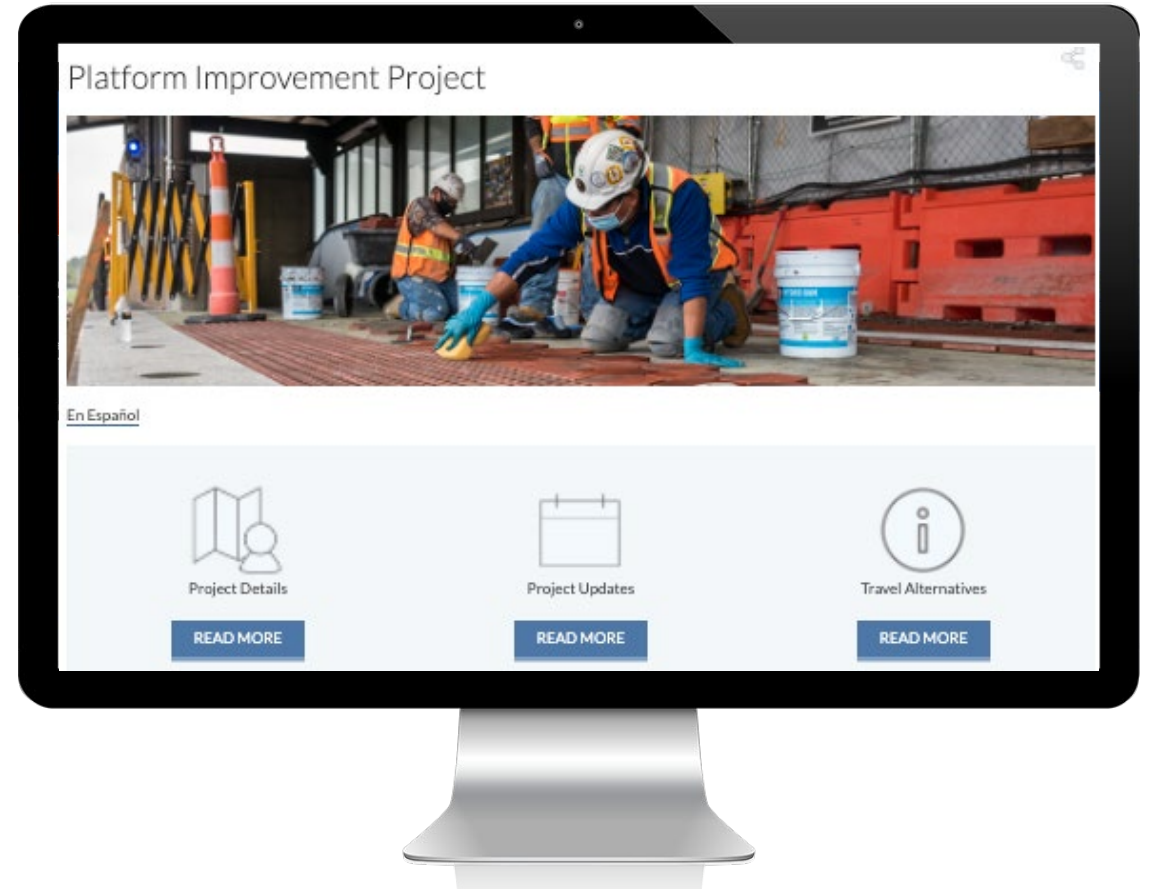 Platform Improvement Project
En Español
Project Details
Project Updates
Travel Alternatives
READ MORE
READ MORE
READ MORE